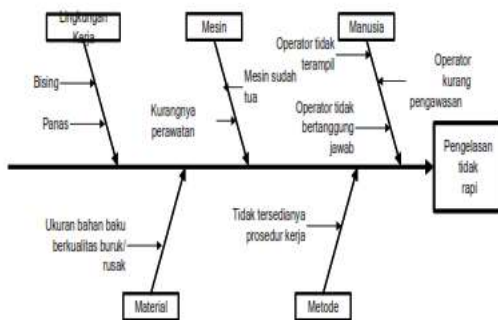 Lingkungan
Kerja
Mesin
Manusia
Bising
Panas
Mesin sudah
tua
Kurangnya
perawatan
Operator tidak
terampil
Operator
kurang
pengawasan
Operator tidak
bertanggung
jawab
Pengelasan
tidak
rapi
Ukuran bahan baku
berkualitas buruk/
rusak
Tidak tersedianya
prosedur kerja
Material
Metode